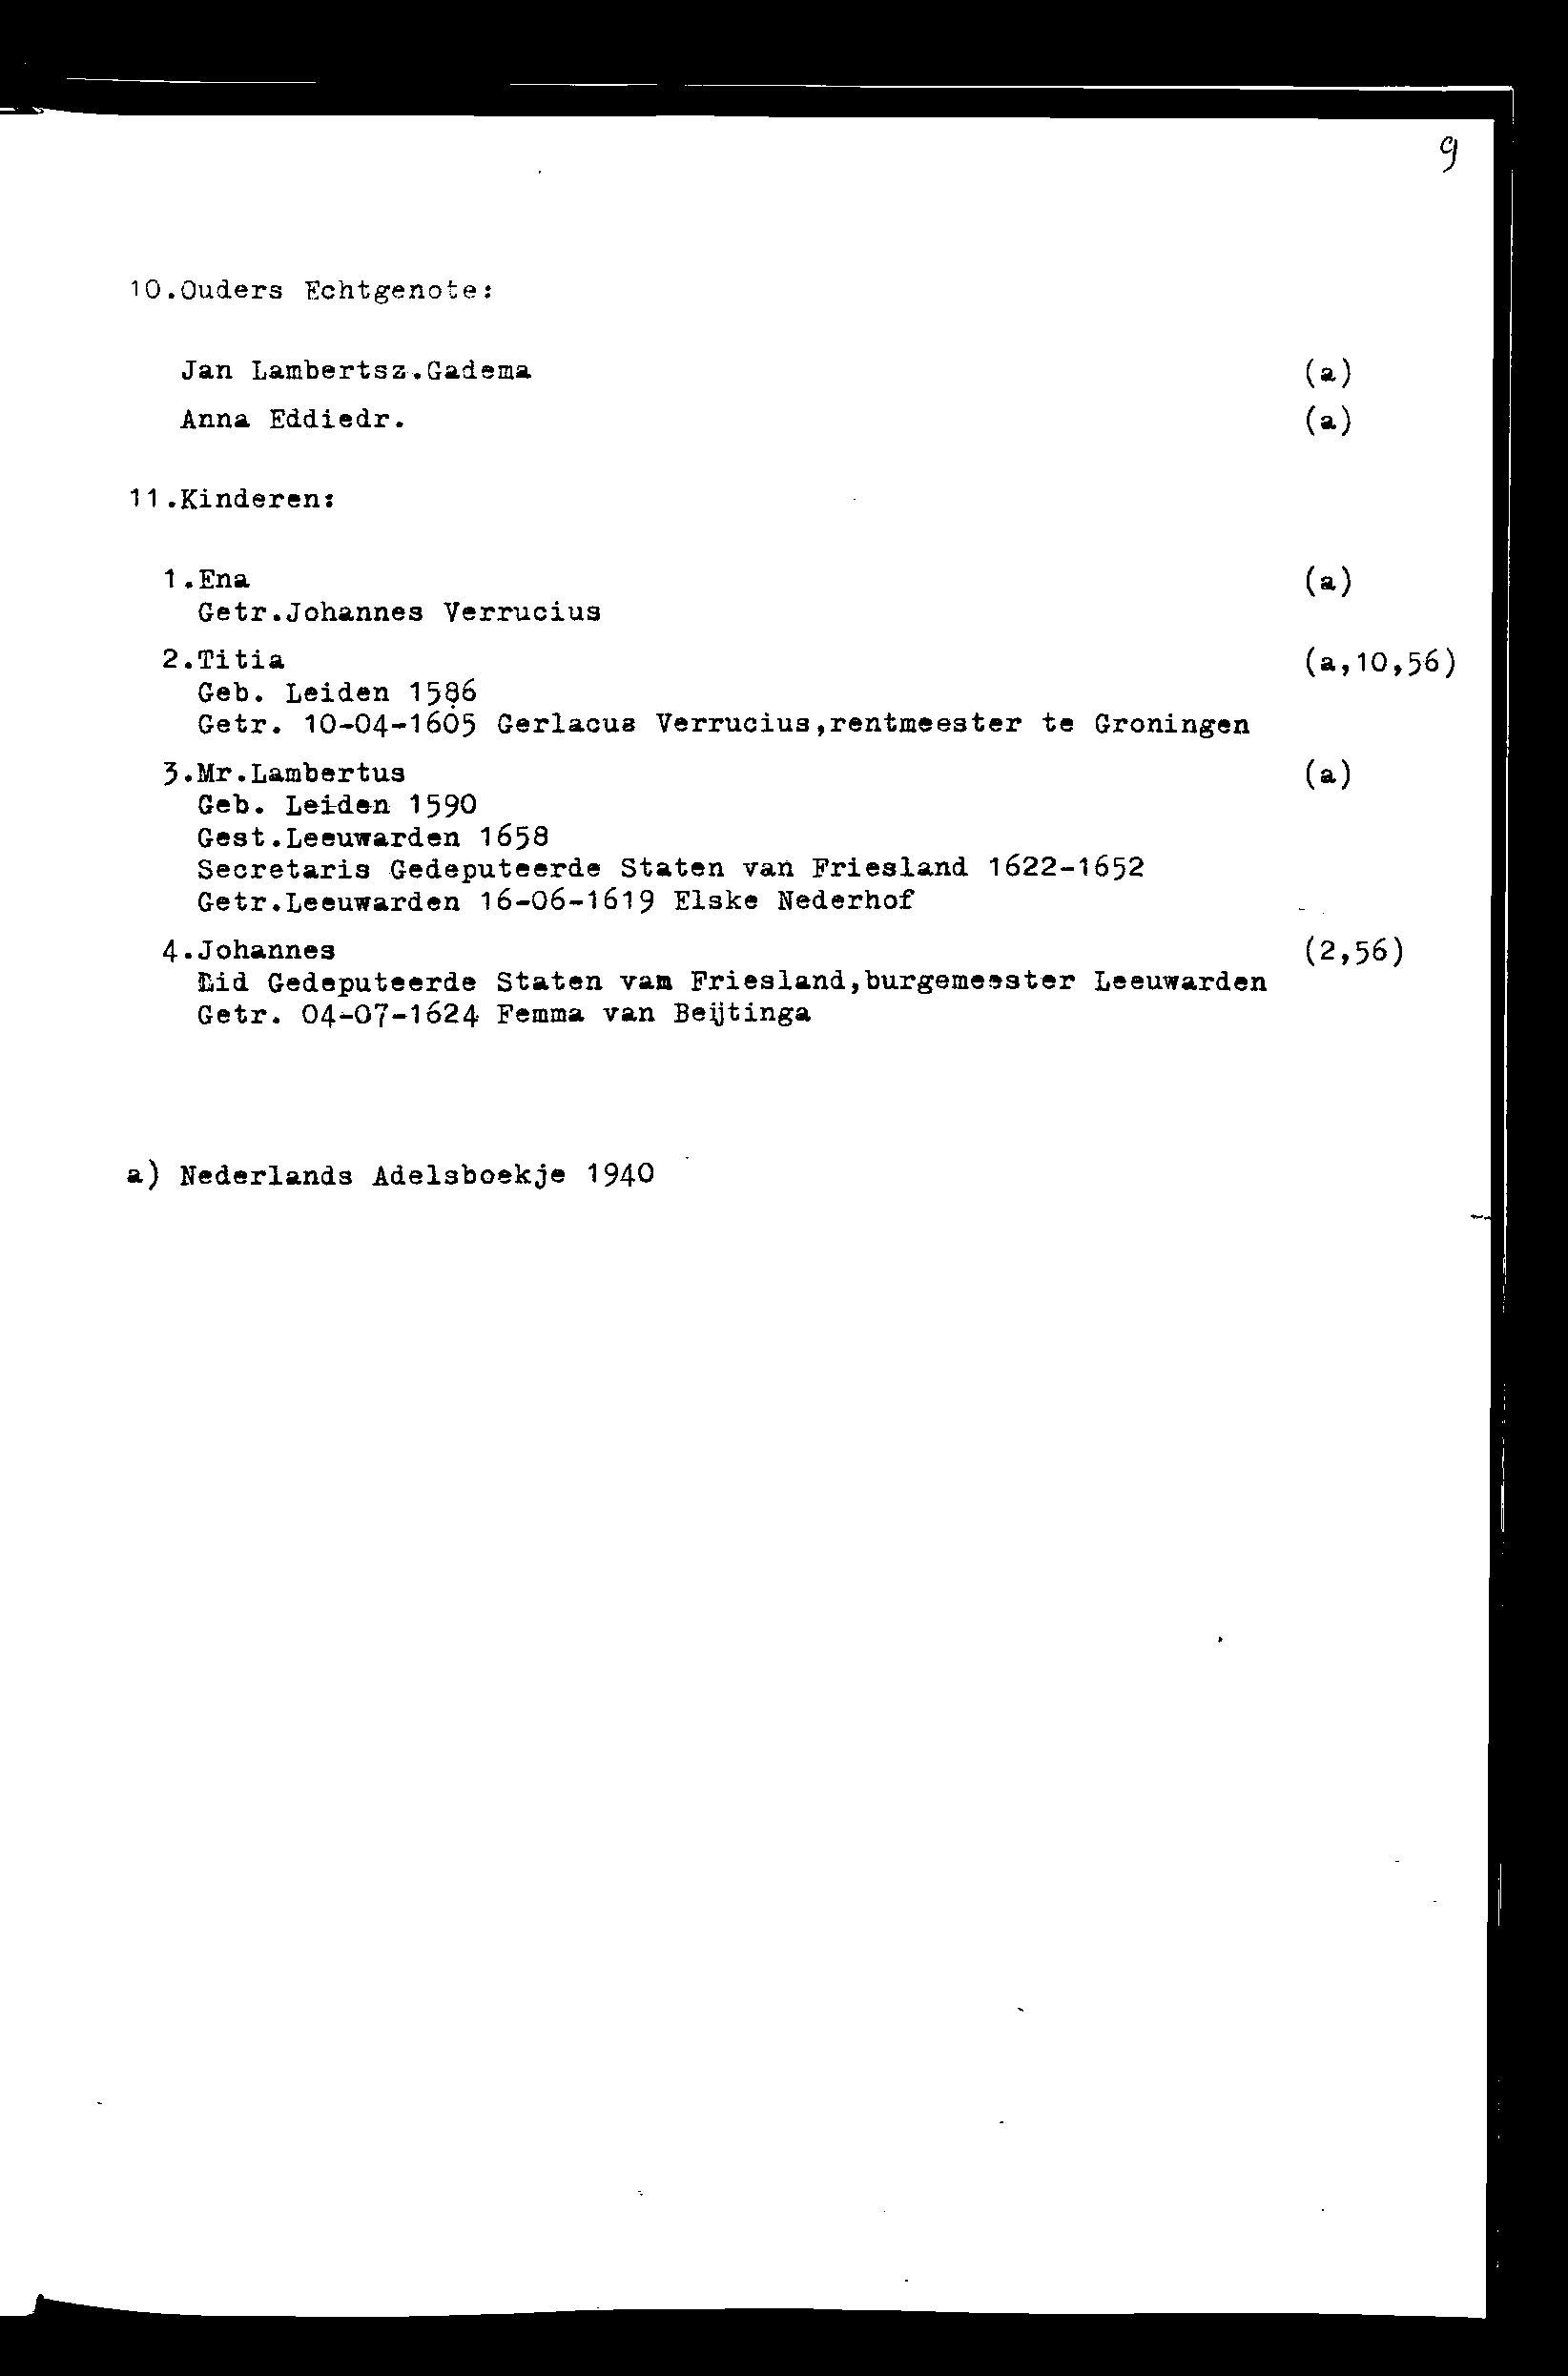 9
10.Ouders Echtgenote:
Jan Lambertsz.Gadema (a)
Anna Eddiedr. (a)
11.Kinderen:
1.Ena (a)
Getr.Johannes Verrucius
2.Titia (a,10,56)
Geb. Leiden 1586
Getr. 10-04-1605 Gerlacus Verrucius,rentmeester te Groningen
3.Mr.Lambertus (a)
Geb. Leiden 1590
Gest.Leeuwarden 1658
Secretaris Gedeputeerde Staten van Friesland 1622-1652
Getr.Leeuwarden 16-06-1619 Elske Nederhof
4.Johannes (2,56)
Lid Gedeputeerde Staten van Friesland,burgemeester Leeuwarden
Getr. 04-07-1624 Femma van Beijtinga
a) Nederlands Adelsboekje 1940